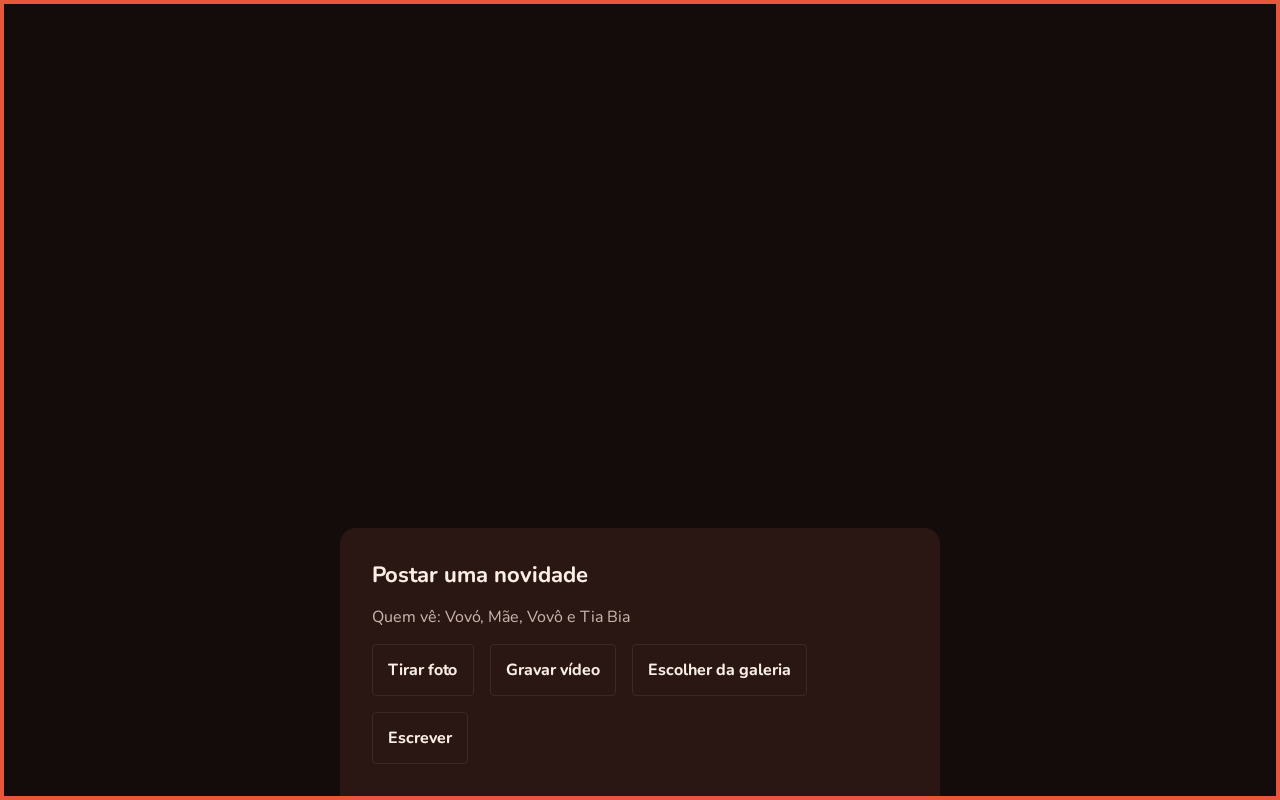 Postar uma novidade
Quem vê: Vovó, Mãe, Vovô e Tia Bia
Tirar foto
Gravar vídeo
Escolher da galeria
Escrever